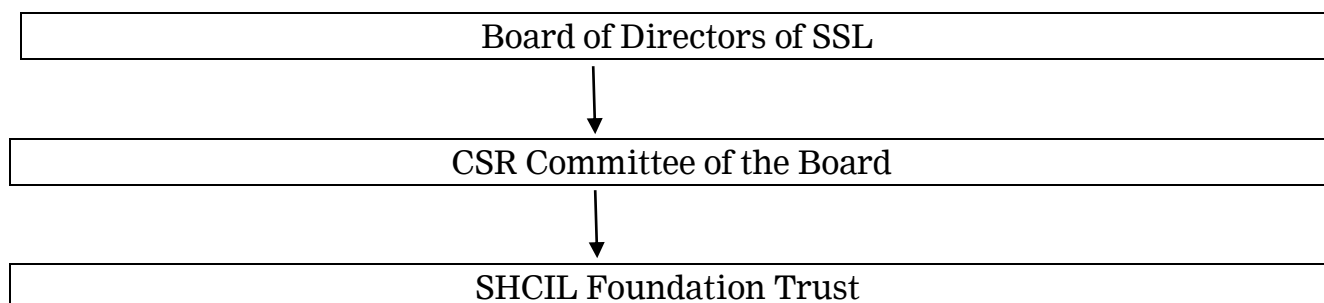 Board of Directors of SSL
CSR Committee of the Board
SHCIL Foundation Trust